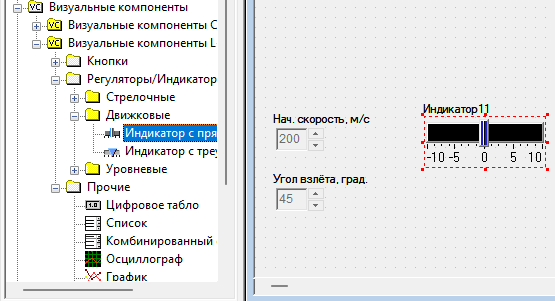 Визуальные компоненты
Визуальные компоненты C
Визуальные компоненты L
Кнопки
Регуляторы/Индикатор
Стрелочные
Движковые
Индикатор с пря
Индикатор с треу
Уровневые
Прочие
Цифровое табло
Список
Комбинированный
Осциллограф
График
Индикатор11
-10 -5 0 5 10
Нач. скорость, м/с
200
Угол взлёта, град.
45